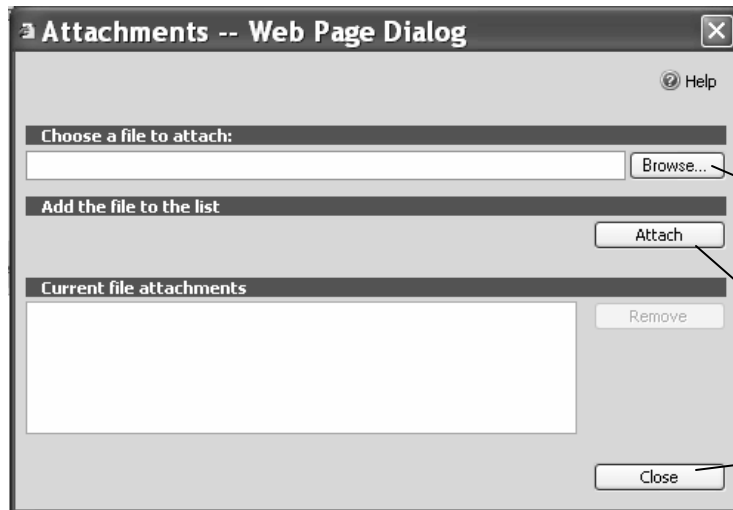 Attachments -- Web Page Dialog
Help
Choose a file to attach:
Browse...
Add the file to the list
Attach
Current file attachments
Remove
Close